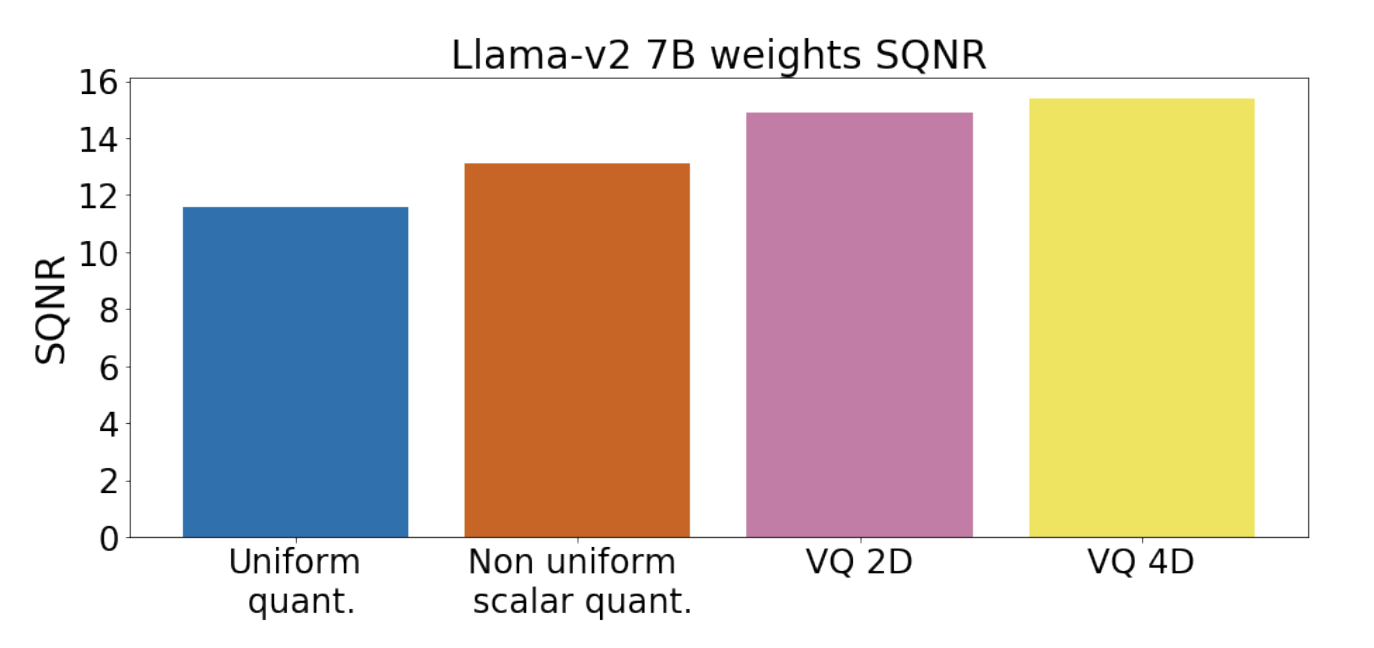 Llama-v2 7B weights SQNR
16
14
12
10
8
6
4
2
0
SQNR
Uniform
quant.
Non uniform
scalar quant.
VQ 2D
VQ 4D